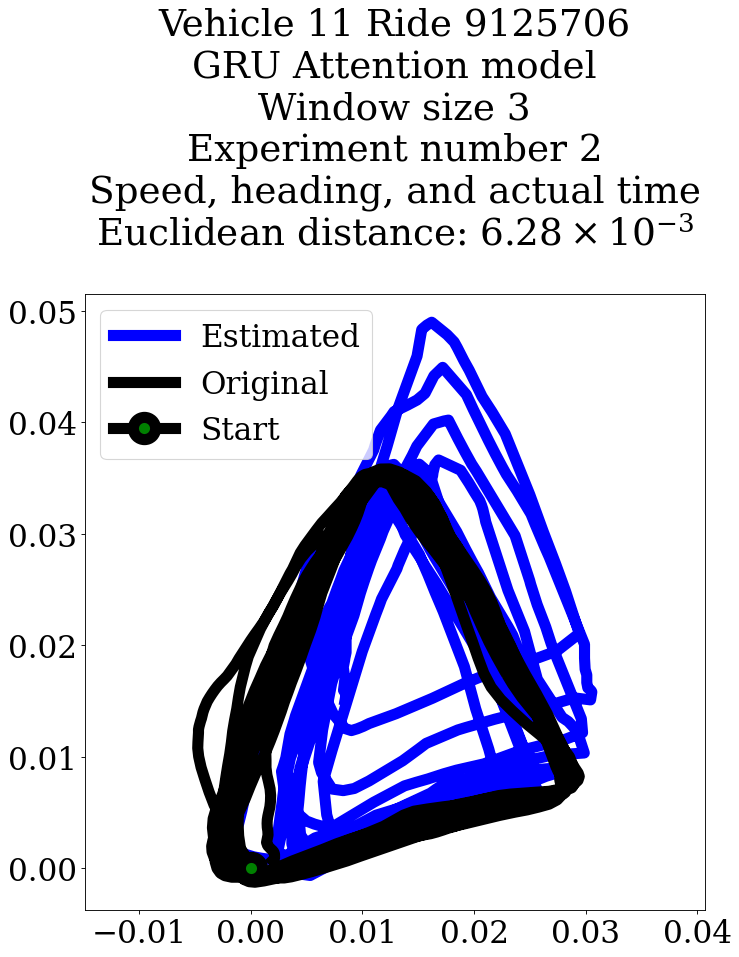 Vehicle 11 Ride 9125706
GRU Attention model
Window size 3
Experiment number 2
Speed, heading, and actual time
Euclidean distance: 6.28 × 10⁻³
0.05
Estimated
Original
0.04
Start
0.03
0.02
0.01
0.00
−0.01 0.00 0.01 0.02 0.03 0.04